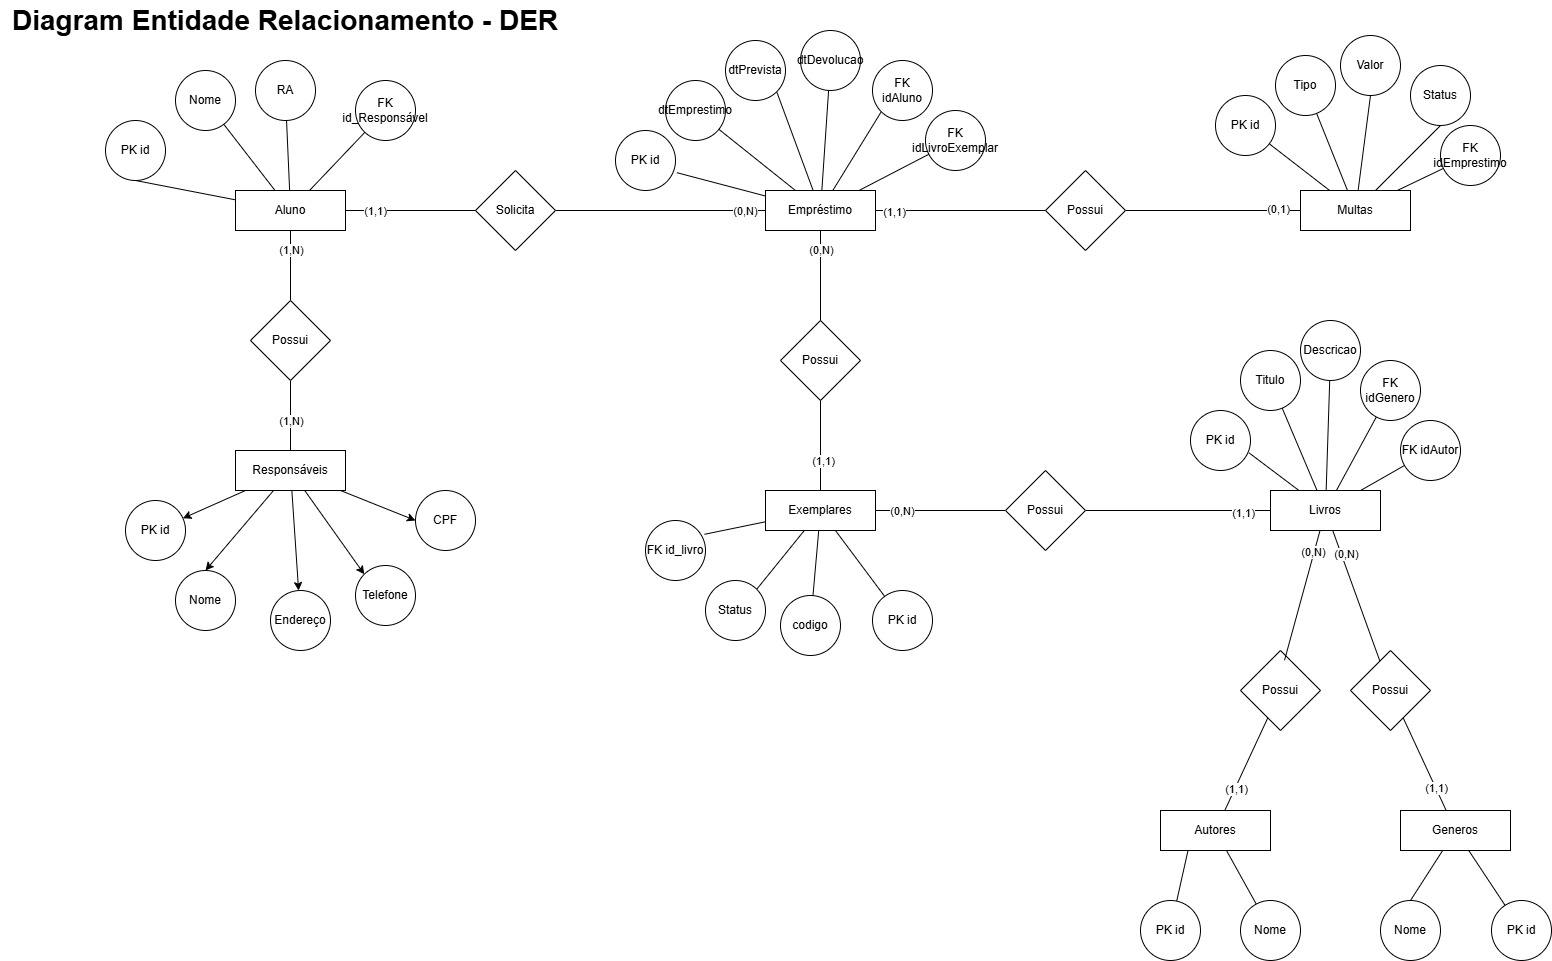 Diagram Entidade Relacionamento - DER
PK id
Nome
RA
FK
id_Responsável
Aluno
(1,1)
Solicita
(0,N)
PK id
dtEmprestimo
dtPrevista
dtDevolucao
FK
idAluno
FK
idLivroExemplar
Empréstimo
(1,1)
Possui
(0,1)
PK id
Tipo
Valor
Status
FK
idEmprestimo
Multas
(1,N)
Possui
(1,N)
Responsáveis
PK id
Nome
Endereço
Telefone
CPF
(0,N)
Possui
(1,1)
Exemplares
FK id_livro
Status
codigo
PK id
(0,N)
Possui
(1,1)
PK id
Titulo
Descricao
FK
idGenero
FK idAutor
Livros
(0,N)
(0,N)
Possui
Possui
(1,1)
(1,1)
Autores
Generos
PK id
Nome
Nome
PK id